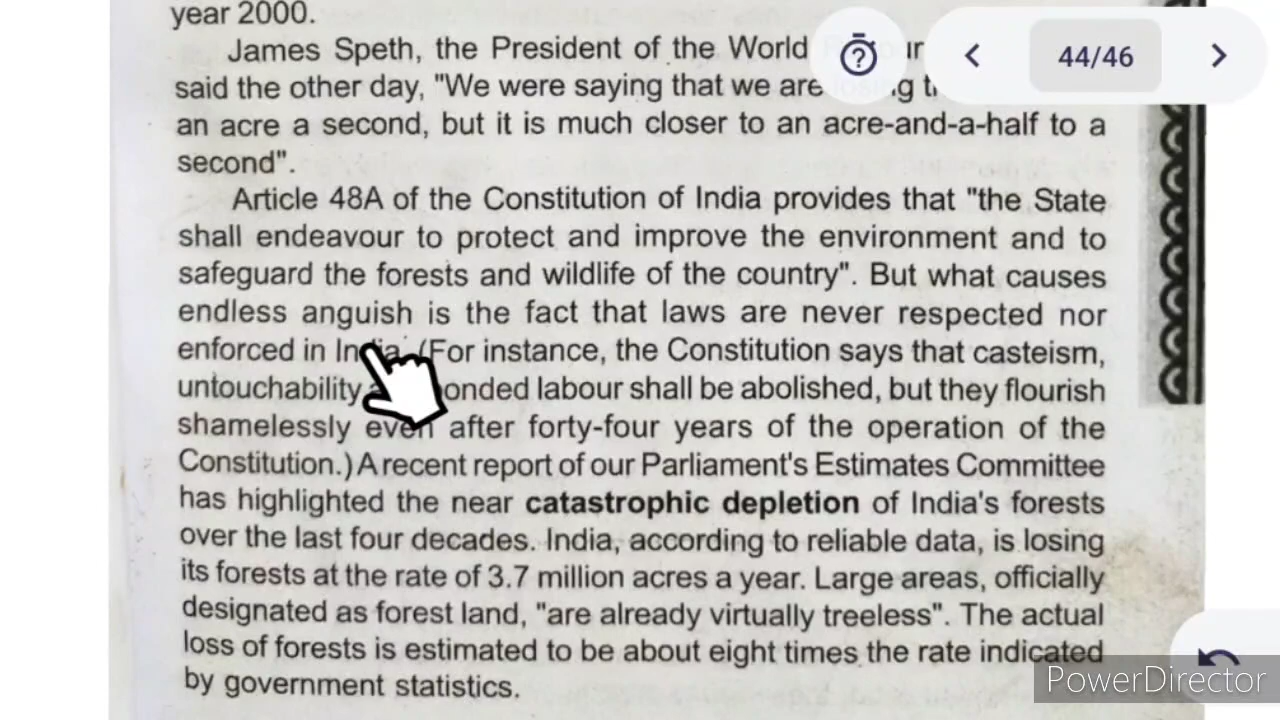 year 2000.
James Speth, the President of the World
44/46
said the other day, "We were saying that we are
an acre a second, but it is much closer to an acre-and-a-half to a
second".
Article 48A of the Constitution of India provides that "the State
shall endeavour to protect and improve the environment and to
safeguard the forests and wildlife of the country". But what causes
endless anguish is the fact that laws are never respected nor
enforced in India. (For instance, the Constitution says that casteism,
untouchability onded labour shall be abolished, but they flourish
shamelessly even after forty-four years of the operation of the
Constitution.) A recent report of our Parliament's Estimates Committee
has highlighted the near catastrophic depletion of India's forests
over the last four decades. India, according to reliable data, is losing
its forests at the rate of 3.7 million acres a year. Large areas, officially
designated as forest land, "are already virtually treeless". The actual
loss of forests is estimated to be about eight times the rate indicated
by government statistics.
PowerDirector